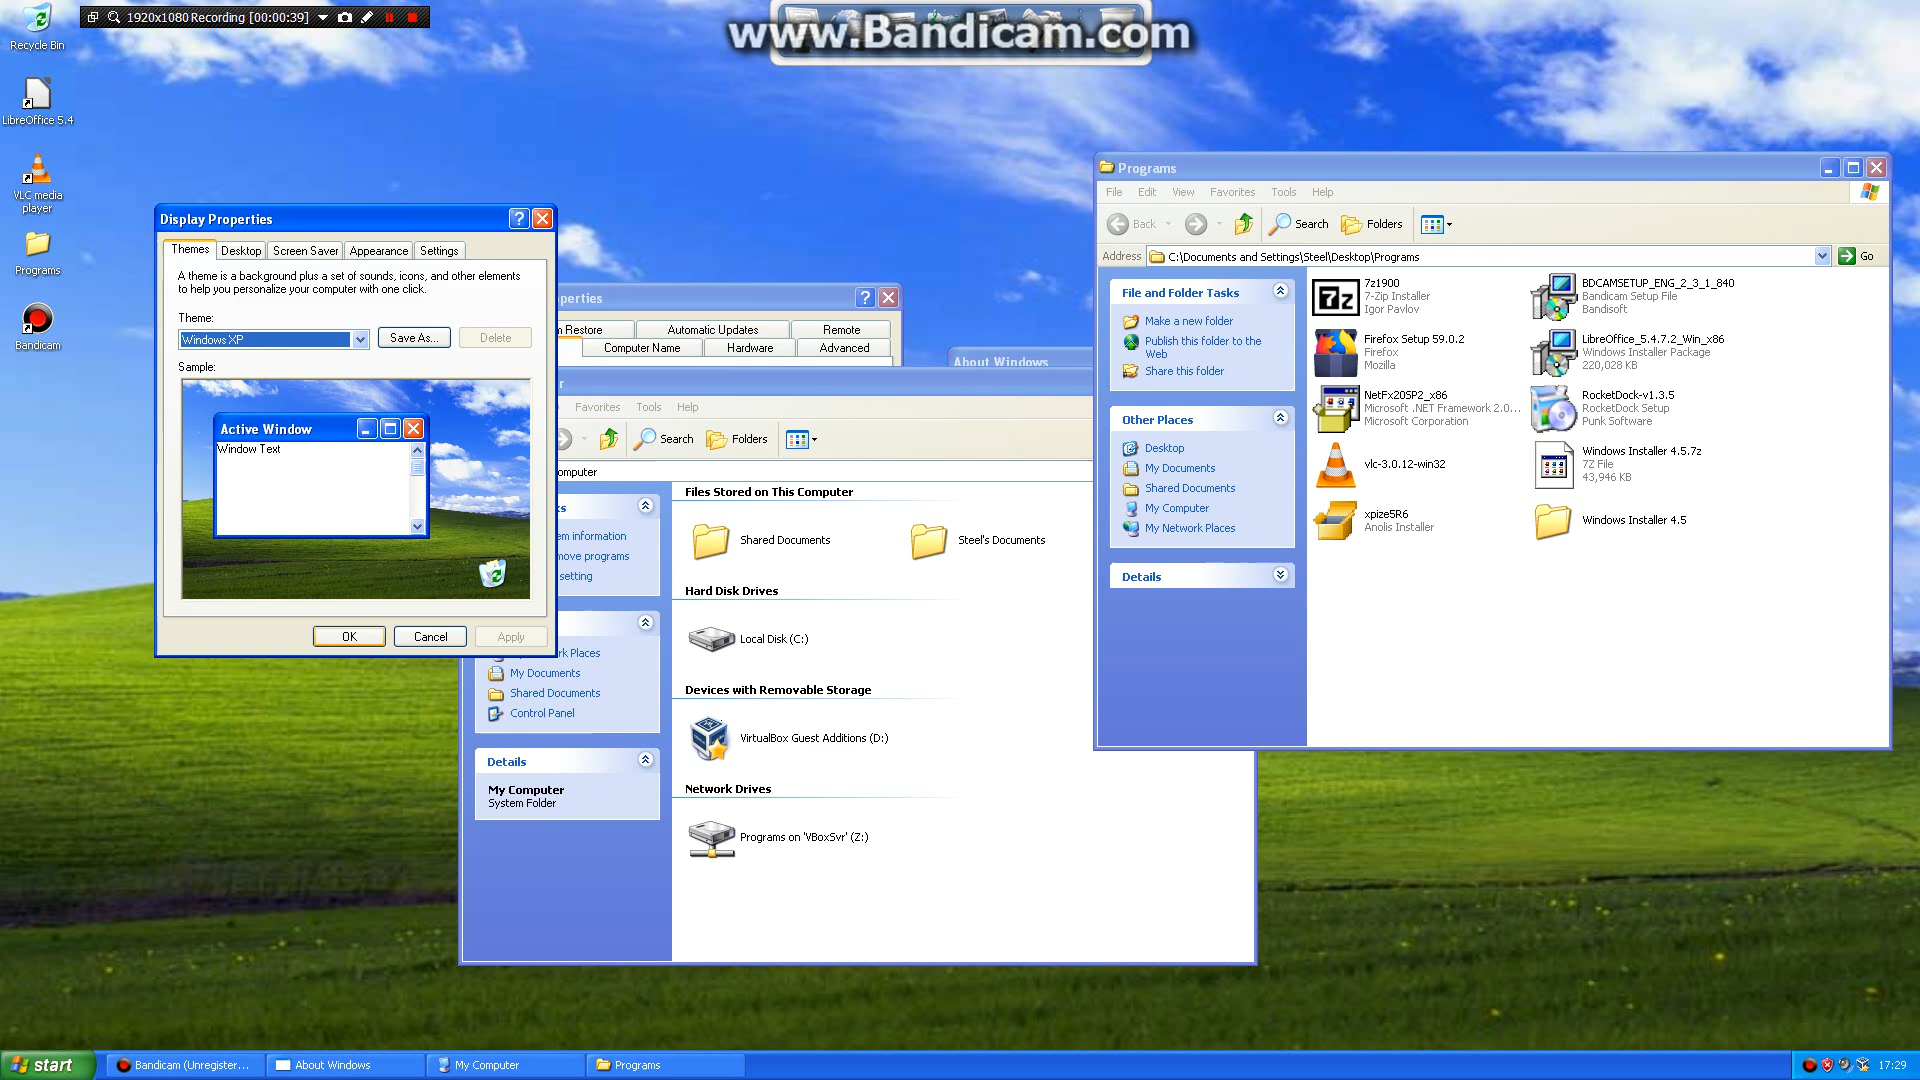 1920x1080 Recording [00:00:39]
www.Bandicam.com
Recycle Bin
LibreOffice 5.4
VLC media
player
Programs
Bandicam
Display Properties
Themes
Desktop
Screen Saver
Appearance
Settings
A theme is a background plus a set of sounds, icons, and other elements
to help you personalize your computer with one click.
Theme:
Windows XP
Save As...
Delete
Sample:
Active Window
Window Text
OK
Cancel
Apply
operties
Restore
Automatic Updates
Remote
Computer Name
Hardware
Advanced
About Windows
Favorites
Tools
Help
Search
Folders
omputer
Files Stored on This Computer
Shared Documents
Steel's Documents
Hard Disk Drives
Local Disk (C:)
Devices with Removable Storage
VirtualBox Guest Additions (D:)
Network Drives
Programs on 'VBoxSvr' (Z:)
em information
move programs
setting
rk Places
My Documents
Shared Documents
Control Panel
Details
My Computer
System Folder
Programs
File
Edit
View
Favorites
Tools
Help
Back
Search
Folders
Address
C:\Documents and Settings\Steel\Desktop\Programs
Go
File and Folder Tasks
Make a new folder
Publish this folder to the
Web
Share this folder
Other Places
Desktop
My Documents
Shared Documents
My Computer
My Network Places
Details
7z
7z1900
7-Zip Installer
Igor Pavlov
BDCAMSETUP_ENG_2_3_1_840
Bandicam Setup File
Bandisoft
Firefox Setup 59.0.2
Firefox
Mozilla
LibreOffice_5.4.7.2_Win_x86
Windows Installer Package
220,028 KB
NetFx20SP2_x86
Microsoft .NET Framework 2.0...
Microsoft Corporation
RocketDock-v1.3.5
RocketDock Setup
Punk Software
vlc-3.0.12-win32
Windows Installer 4.5.7z
7Z File
43,946 KB
xpize5R6
Anolis Installer
Windows Installer 4.5
start
Bandicam (Unregister...
About Windows
My Computer
Programs
17:29